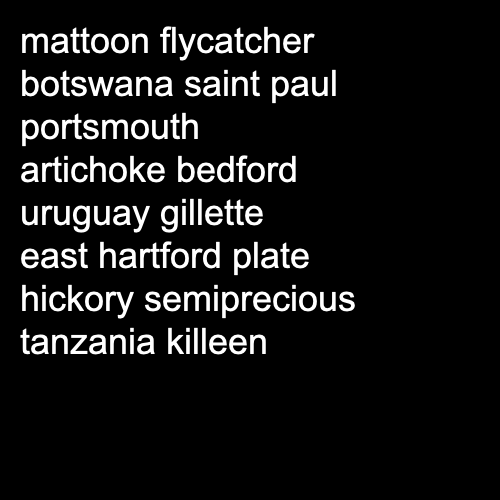 mattoon flycatcher
botswana saint paul
portsmouth
artichoke bedford
uruguay gillette
east hartford plate
hickory semiprecious
tanzania killeen